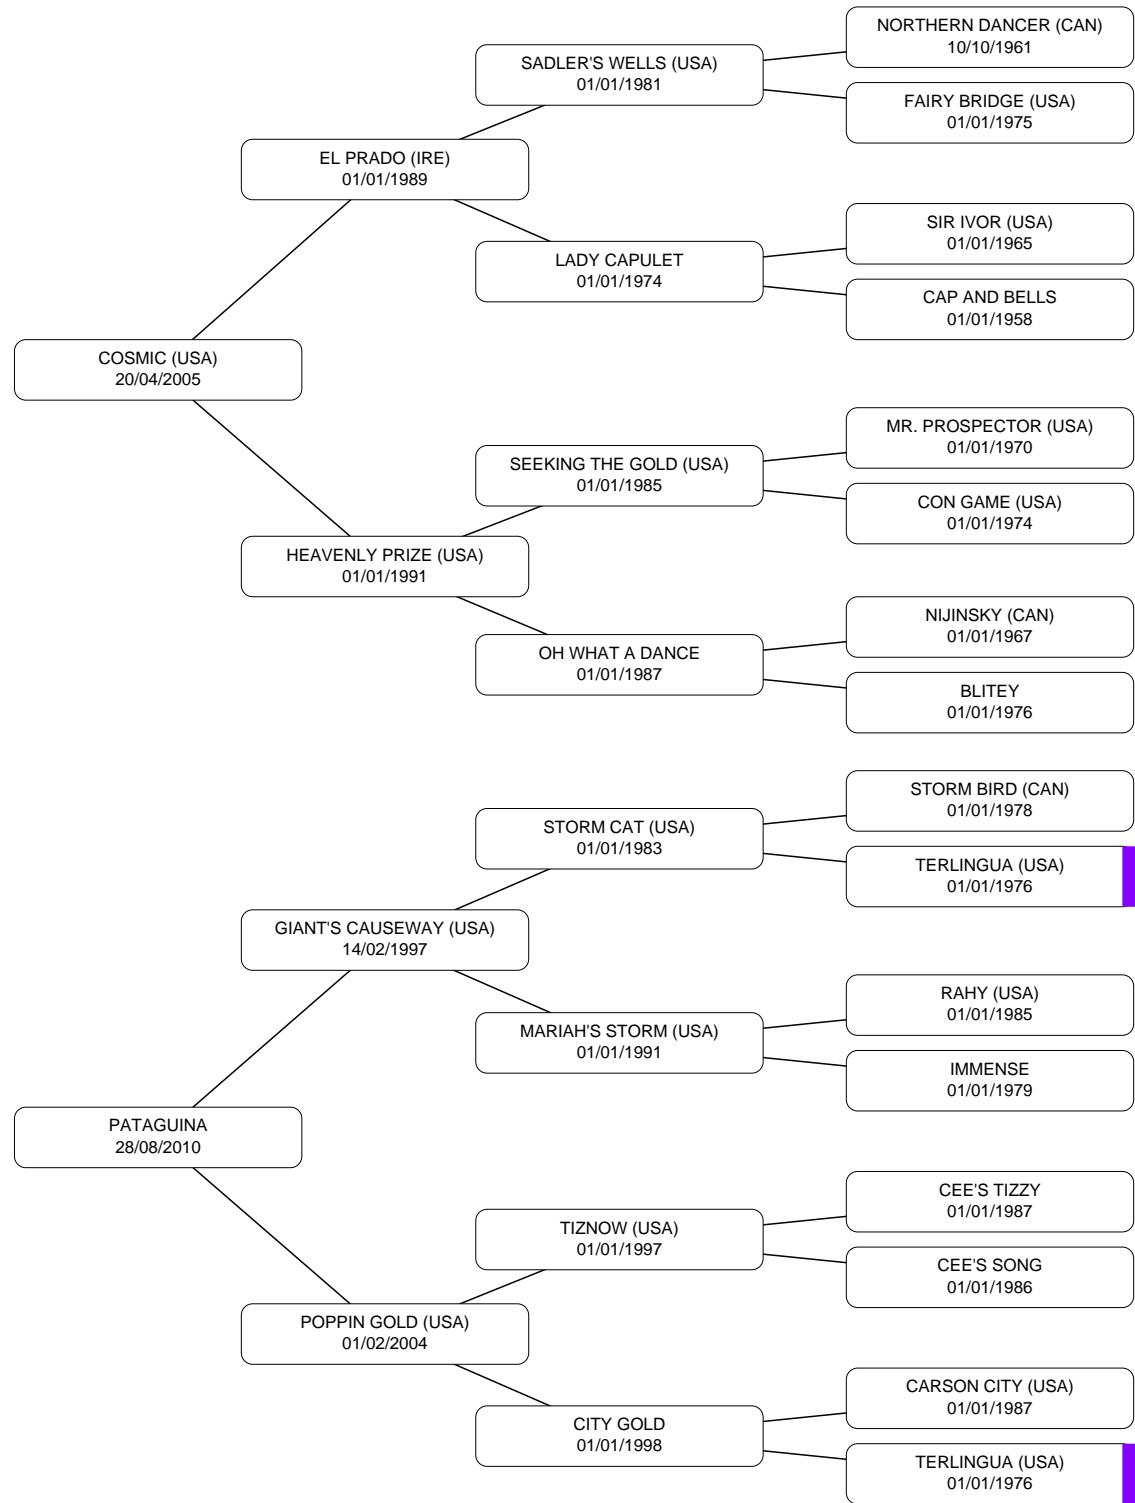 NORTHERN DANCER (CAN)
10/10/1961
SADLER'S WELLS (USA)
01/01/1981
FAIRY BRIDGE (USA)
01/01/1975
EL PRADO (IRE)
01/01/1989
SIR IVOR (USA)
01/01/1965
LADY CAPULET
01/01/1974
CAP AND BELLS
01/01/1958
COSMIC (USA)
20/04/2005
MR. PROSPECTOR (USA)
01/01/1970
SEEKING THE GOLD (USA)
01/01/1985
CON GAME (USA)
01/01/1974
HEAVENLY PRIZE (USA)
01/01/1991
NIJINSKY (CAN)
01/01/1967
OH WHAT A DANCE
01/01/1987
BLITEY
01/01/1976
STORM BIRD (CAN)
01/01/1978
STORM CAT (USA)
01/01/1983
TERLINGUA (USA)
01/01/1976
GIANT'S CAUSEWAY (USA)
14/02/1997
RAHY (USA)
01/01/1985
MARIAH'S STORM (USA)
01/01/1991
IMMENSE
01/01/1979
PATAGUINA
28/08/2010
CEE'S TIZZY
01/01/1987
TIZNOW (USA)
01/01/1997
CEE'S SONG
01/01/1986
POPPIN GOLD (USA)
01/02/2004
CARSON CITY (USA)
01/01/1987
CITY GOLD
01/01/1998
TERLINGUA (USA)
01/01/1976